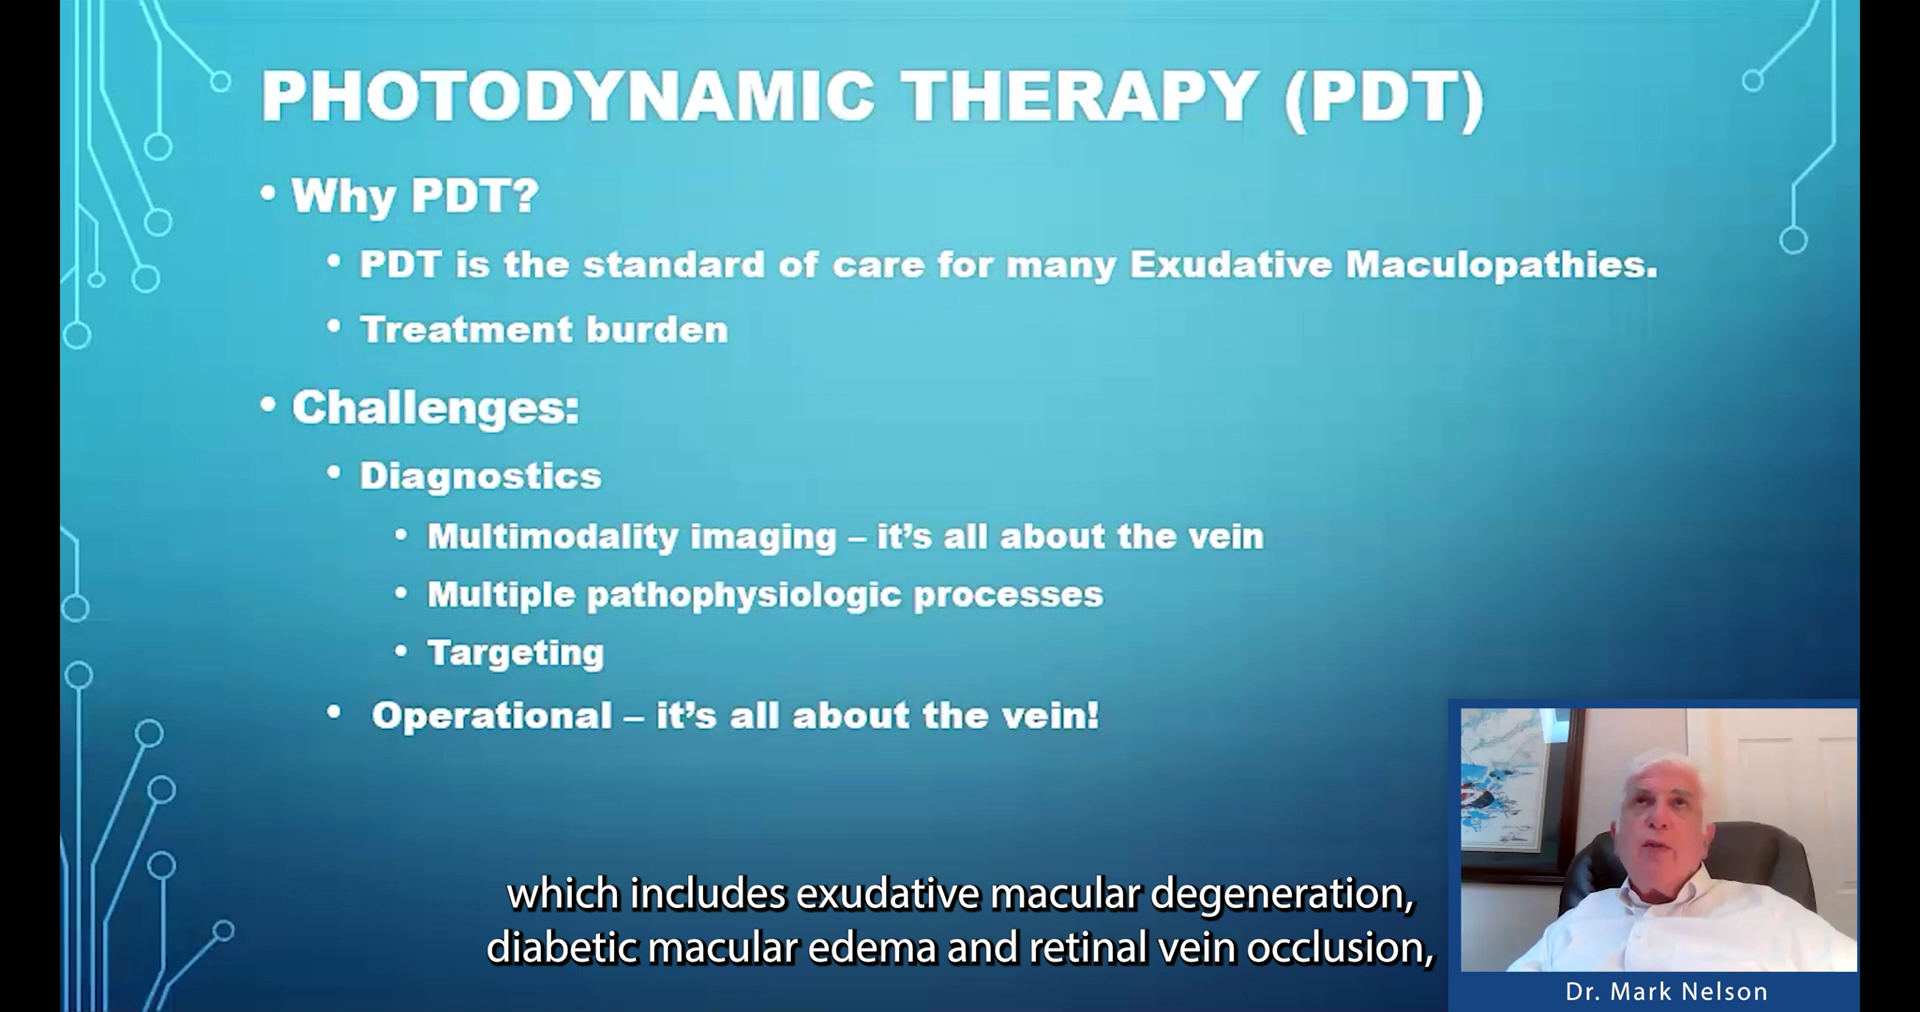 PHOTODYNAMIC THERAPY (PDT)
• Why PDT?
• PDT is the standard of care for many Exudative Maculopathies.
• Treatment burden
• Challenges:
• Diagnostics
• Multimodality imaging – it’s all about the vein
• Multiple pathophysiologic processes
• Targeting
• Operational – it’s all about the vein!
which includes exudative macular degeneration,
diabetic macular edema and retinal vein occlusion,
Dr. Mark Nelson